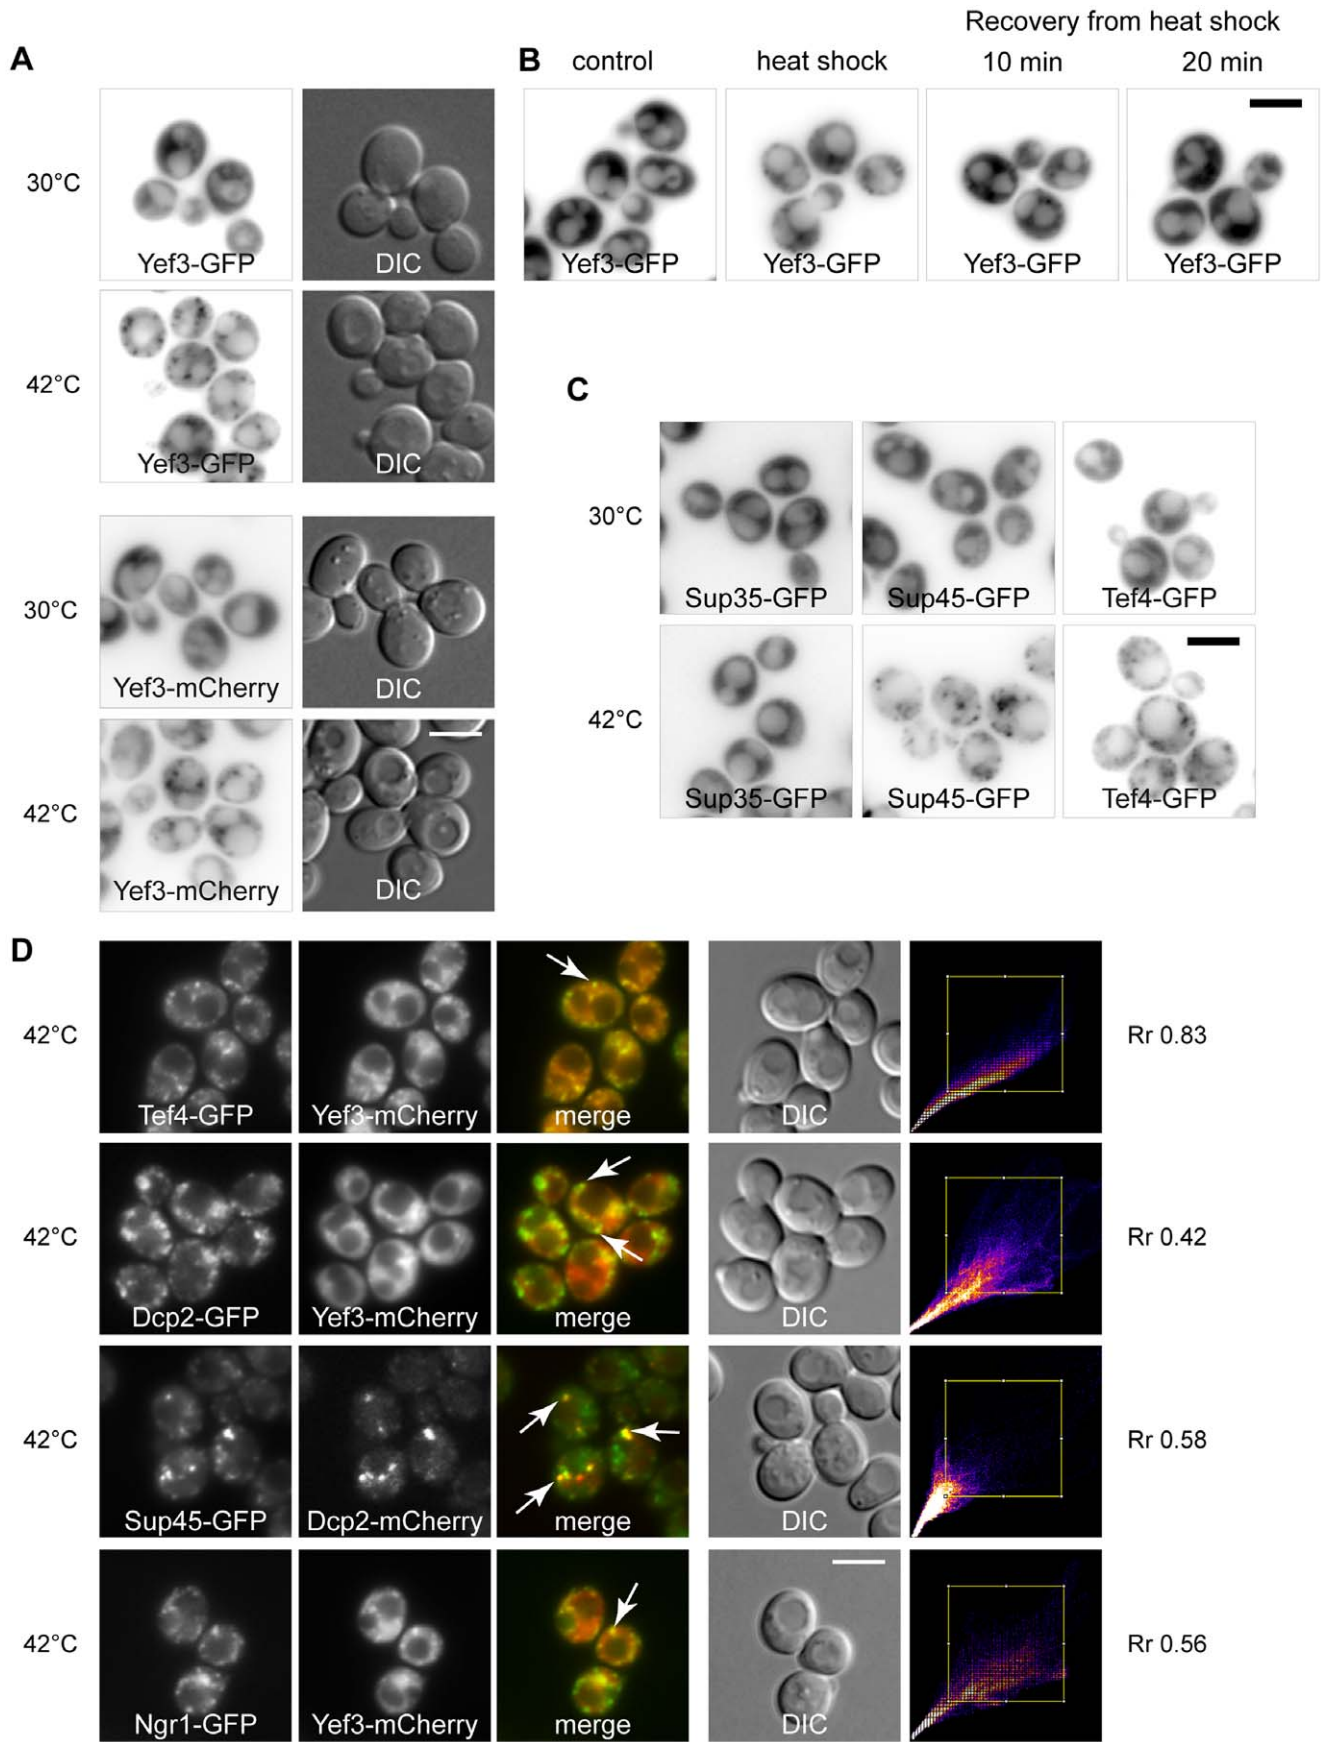 A
30°C
Yef3-GFP
DIC
42°C
Yef3-GFP
DIC
30°C
Yef3-mCherry
DIC
42°C
Yef3-mCherry
DIC
B
Recovery from heat shock
control
heat shock
10 min
20 min
Yef3-GFP
Yef3-GFP
Yef3-GFP
Yef3-GFP
C
30°C
Sup35-GFP
Sup45-GFP
Tef4-GFP
42°C
Sup35-GFP
Sup45-GFP
Tef4-GFP
D
42°C
Tef4-GFP
Yef3-mCherry
merge
DIC
Rr 0.83
42°C
Dcp2-GFP
Yef3-mCherry
merge
DIC
Rr 0.42
42°C
Sup45-GFP
Dcp2-mCherry
merge
DIC
Rr 0.58
42°C
Ngr1-GFP
Yef3-mCherry
merge
DIC
Rr 0.56